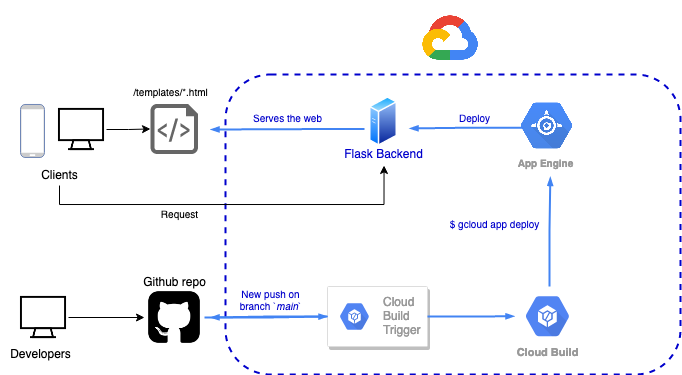 /templates/*.html
</>
Serves the web
Deploy
Flask Backend
App Engine
Clients
Request
$ gcloud app deploy
Github repo
New push on
branch `main`
Cloud
Build
Trigger
Developers
Cloud Build